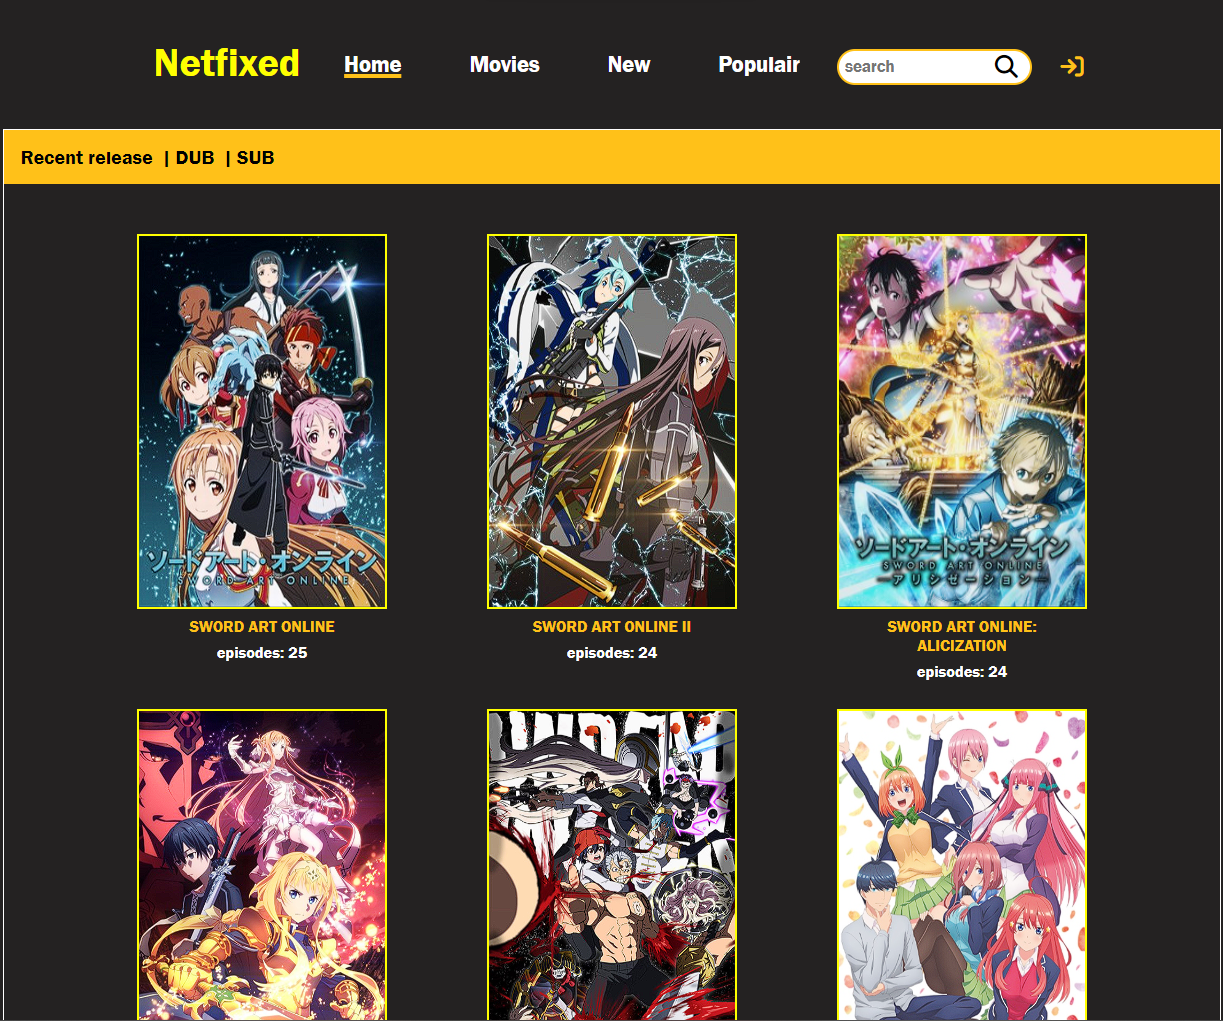 Netfixed Home Movies New Populair search
Recent release | DUB | SUB
ソードアート・オンライン
SWORD ART ONLINE
ソードアート・オンライン
SWORD ART ONLINE
ーアリシゼーションー
SWORD ART ONLINE
episodes: 25
SWORD ART ONLINE II
episodes: 24
SWORD ART ONLINE:
ALICIZATION
episodes: 24